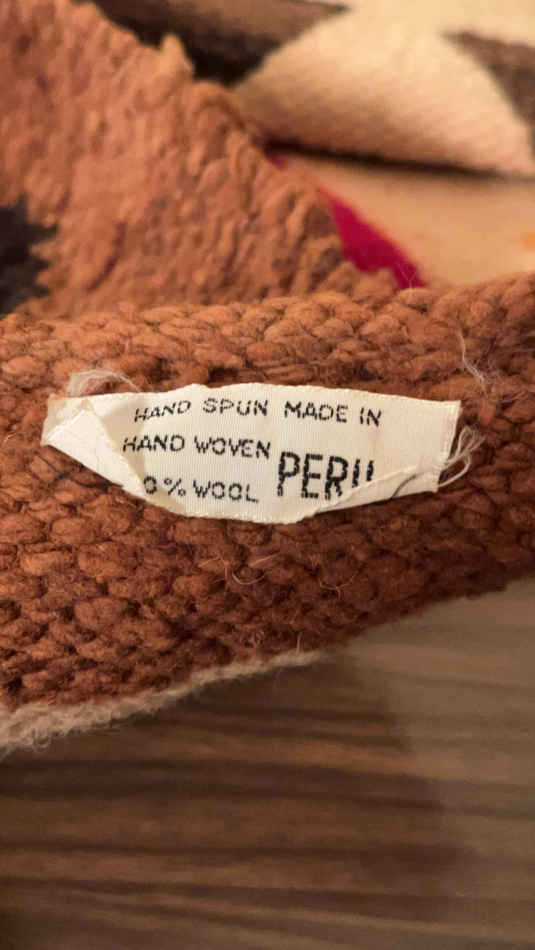 HAND SPUN
HAND WOVEN
0% WOOL
MADE IN
PERU